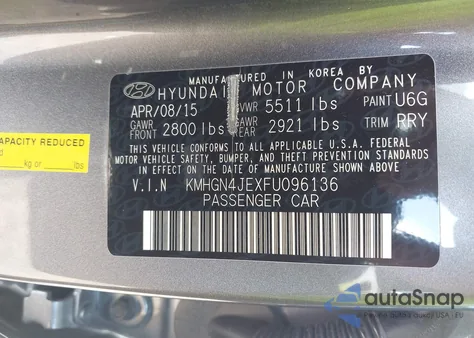 MANUFACTURED IN KOREA BY
HYUNDAI MOTOR COMPANY
APR/08/15 GVWR 5511 lbs PAINT U6G
GAWR FRONT 2800 lbs GAWR 2921 lbs TRIM RRY
THIS VEHICLE CONFORMS TO ALL APPLICABLE U.S.A. FEDERAL
MOTOR VEHICLE SAFETY, BUMPER, AND THEFT PREVENTION STANDARDS
IN EFFECT ON THE DATE OF MANUFACTURE SHOWN ABOVE.
V.I.N KMHGN4JEXFU096136
PASSENGER CAR
CAPACITY REDUCED
kg or lbs
autoSnap